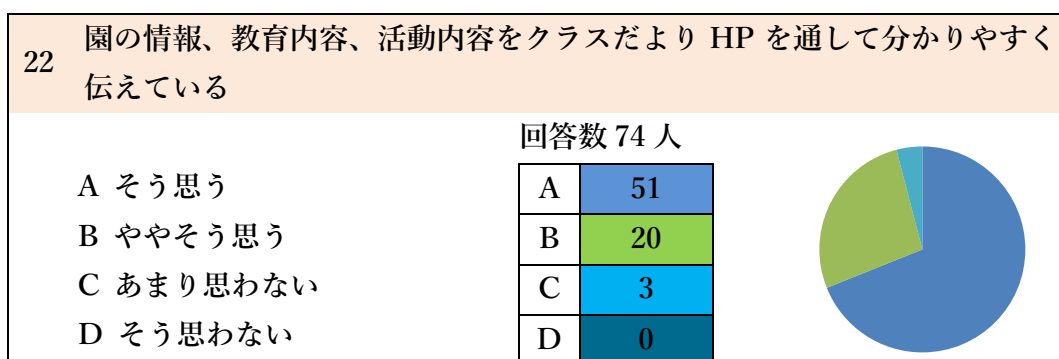 22 園の情報、教育内容、活動内容をクラスだより HP を通して分かりやすく
伝えている
回答数 74 人
A そう思う
B ややそう思う
C あまり思わない
D そう思わない
A 51
B 20
C 3
D 0